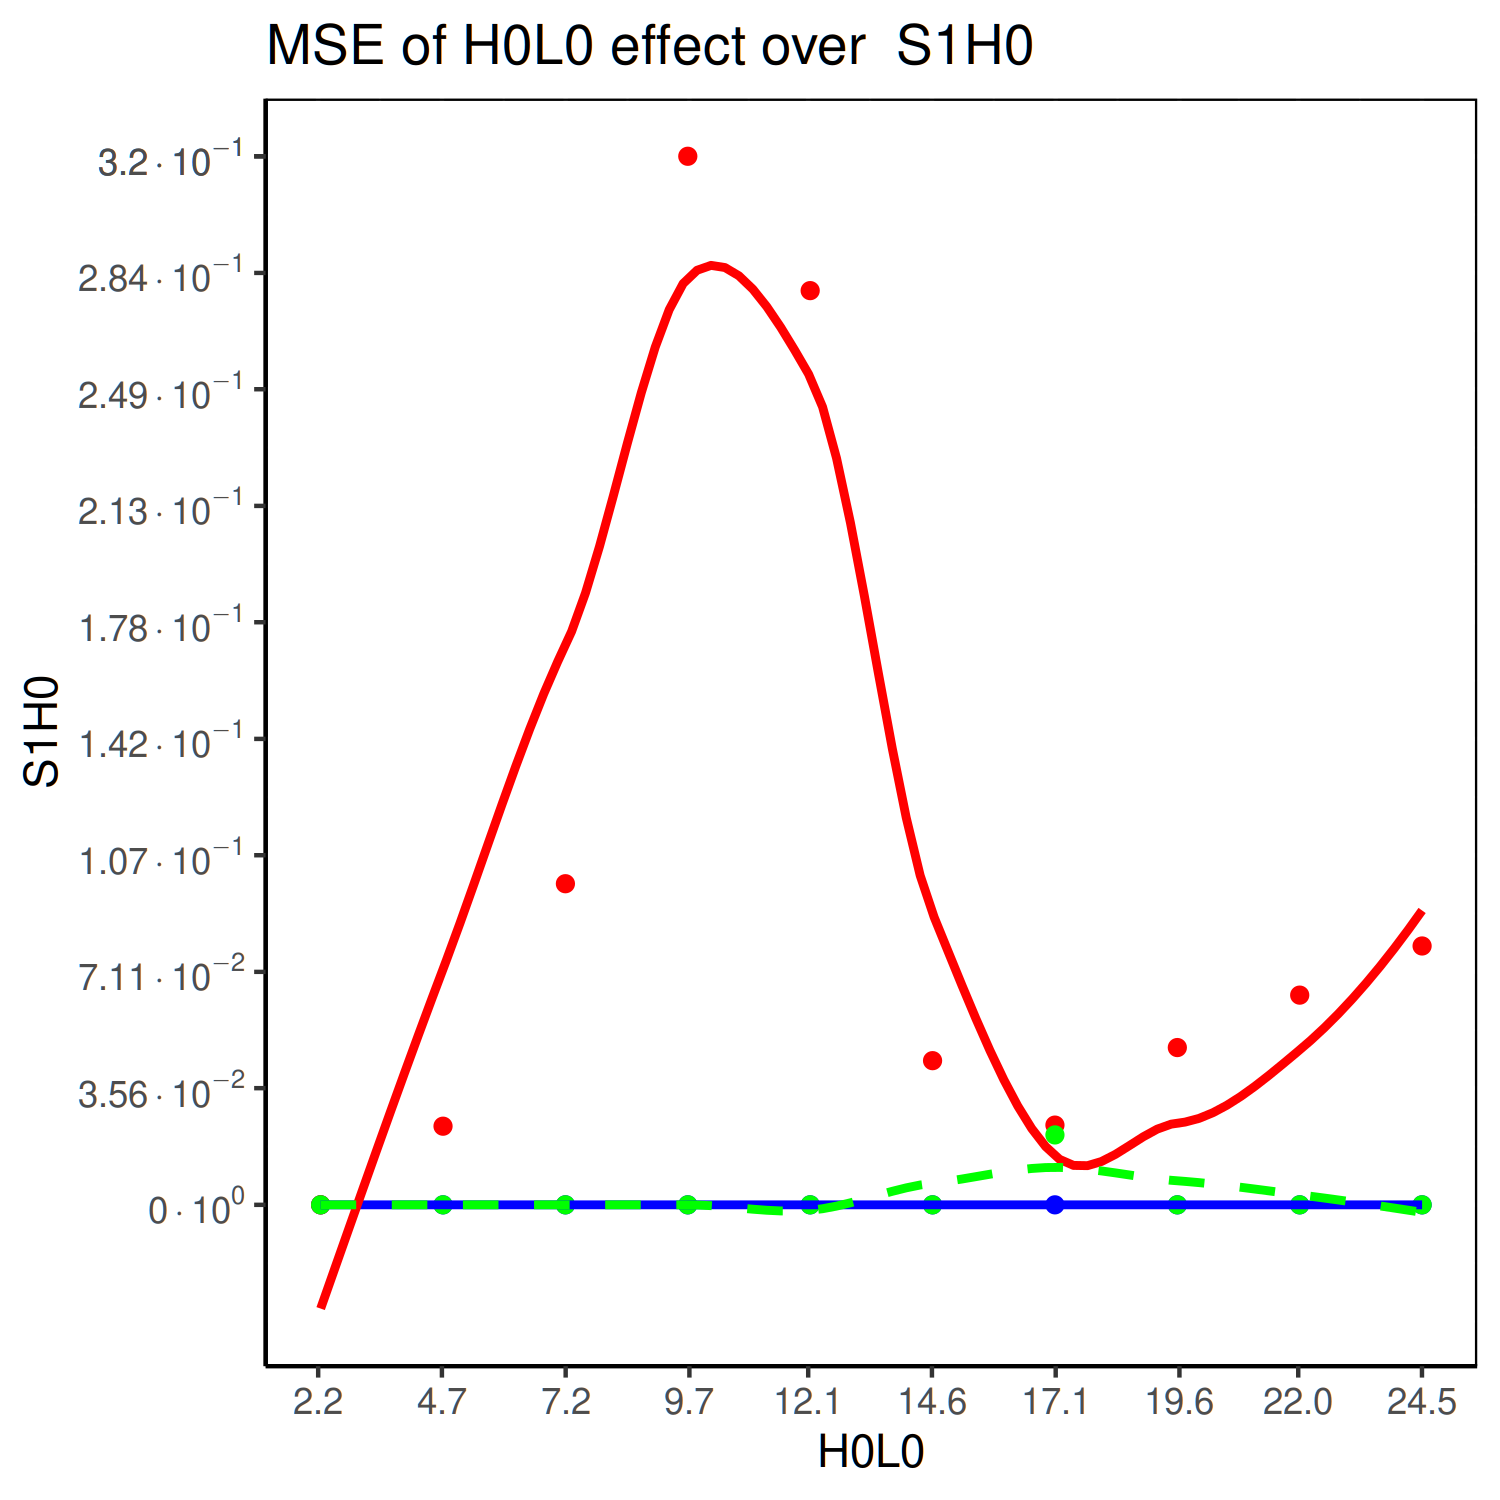 MSE of H0L0 effect over  S1H0
S1H0
3.2 · 10⁻¹
2.84 · 10⁻¹
2.49 · 10⁻¹
2.13 · 10⁻¹
1.78 · 10⁻¹
1.42 · 10⁻¹
1.07 · 10⁻¹
7.11 · 10⁻²
3.56 · 10⁻²
0 · 10⁰
2.2 4.7 7.2 9.7 12.1 14.6 17.1 19.6 22.0 24.5
H0L0